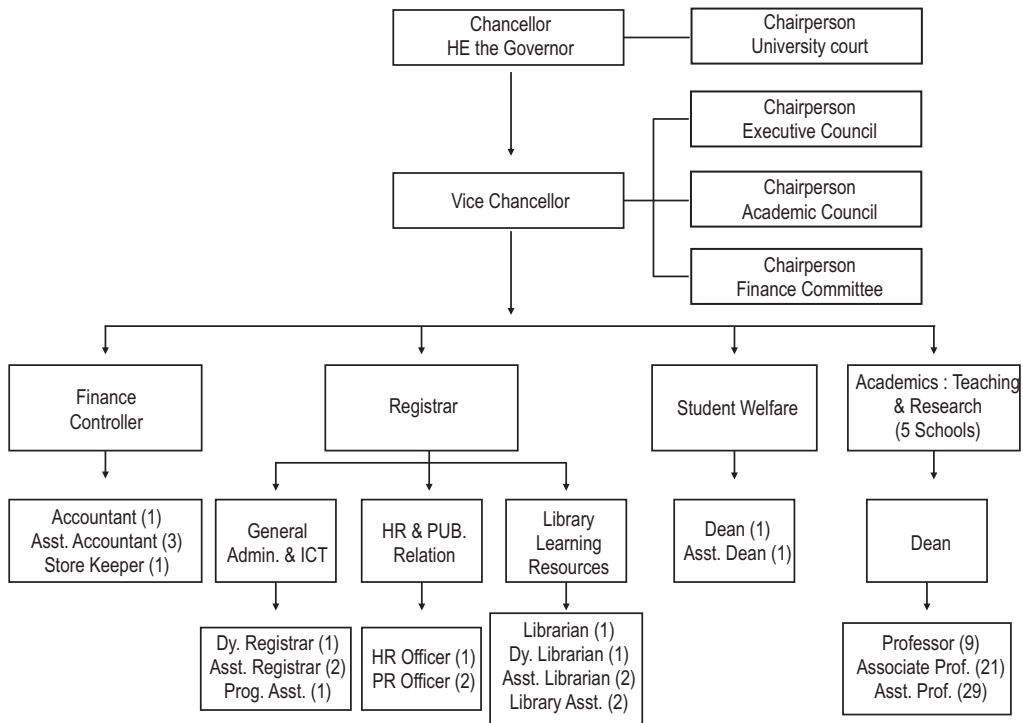 Chancellor
HE the Governor
Chairperson
University court
Chairperson
Executive Council
Vice Chancellor
Chairperson
Academic Council
Chairperson
Finance Committee
Finance
Controller
Registrar
Student Welfare
Academics : Teaching
& Research
(5 Schools)
Accountant (1)
Asst. Accountant (3)
Store Keeper (1)
General
Admin. & ICT
HR & PUB.
Relation
Library
Learning
Resources
Dean (1)
Asst. Dean (1)
Dean
Dy. Registrar (1)
Asst. Registrar (2)
Prog. Asst. (1)
HR Officer (1)
PR Officer (2)
Librarian (1)
Dy. Librarian (1)
Asst. Librarian (2)
Library Asst. (2)
Professor (9)
Associate Prof. (21)
Asst. Prof. (29)